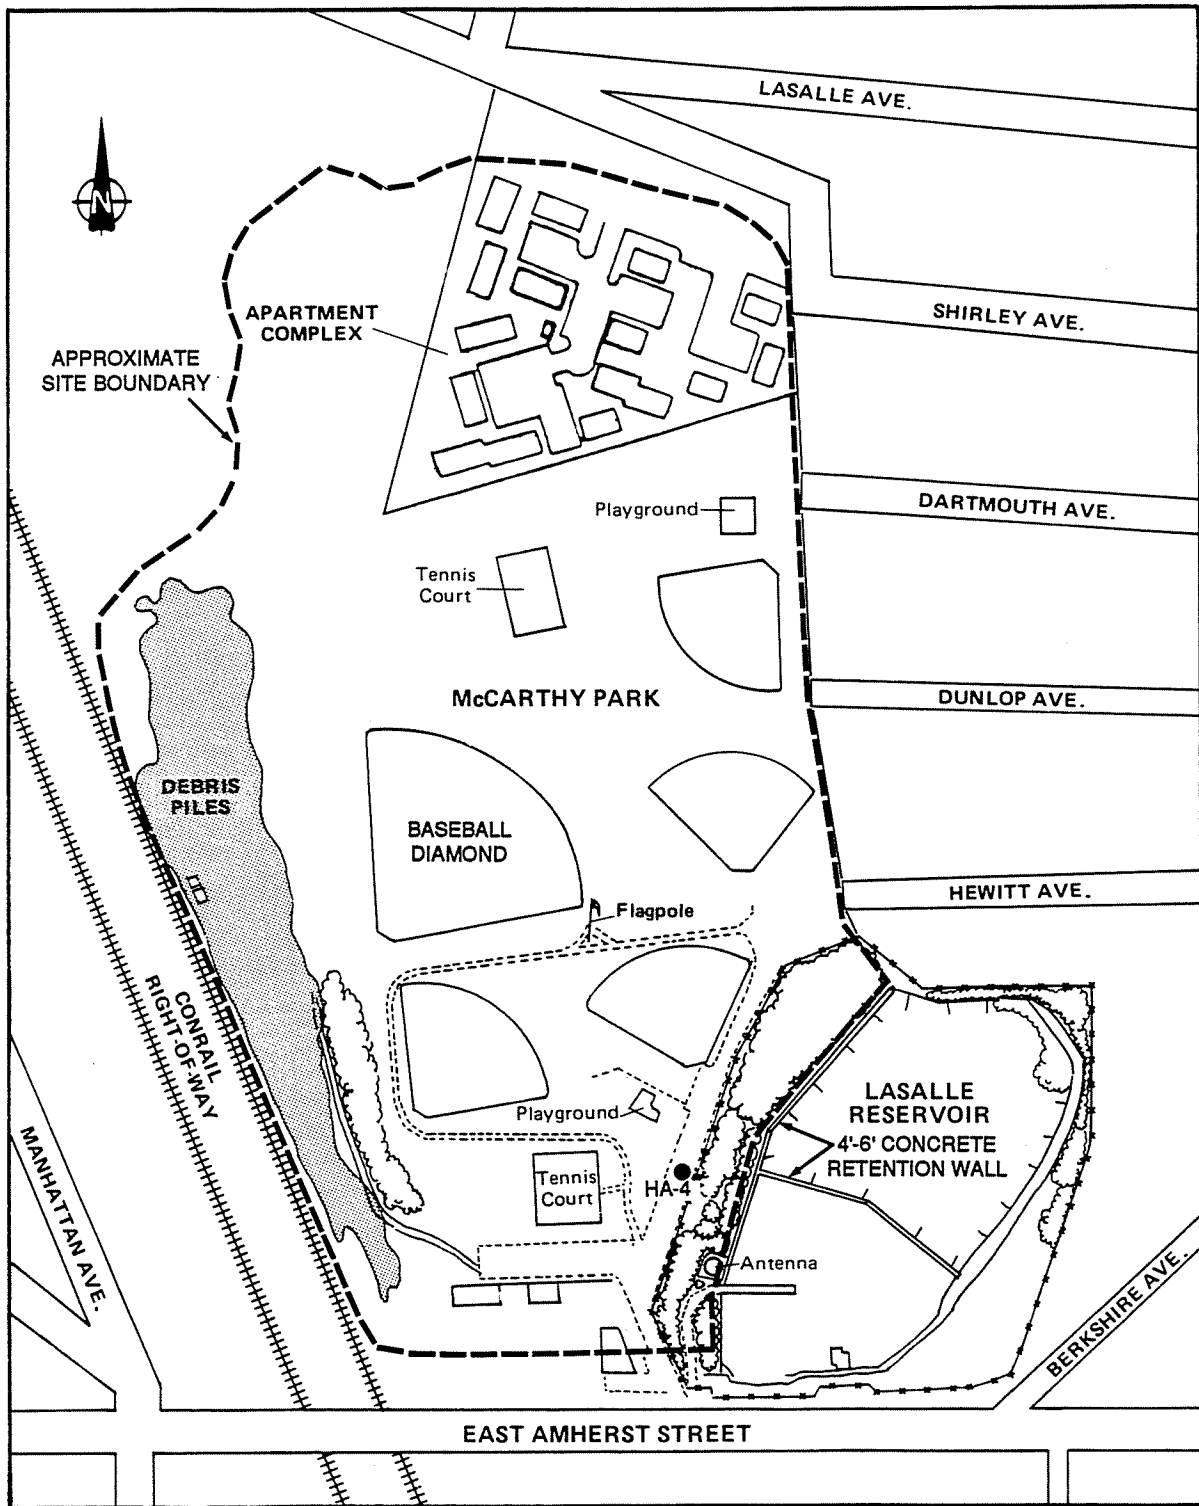 LASALLE AVE.
N
SHIRLEY AVE.
APARTMENT
COMPLEX
APPROXIMATE
SITE BOUNDARY
DARTMOUTH AVE.
Playground
Tennis
Court
McCARTHY PARK
DUNLOP AVE.
DEBRIS
PILES
BASEBALL
DIAMOND
HEWITT AVE.
Flagpole
CONRAIL
RIGHT-OF-WAY
LASALLE
RESERVOIR
4'-6' CONCRETE
RETENTION WALL
Playground
MANHATTAN AVE.
Tennis
Court
HA-4
Antenna
BERKSHIRE AVE.
EAST AMHERST STREET